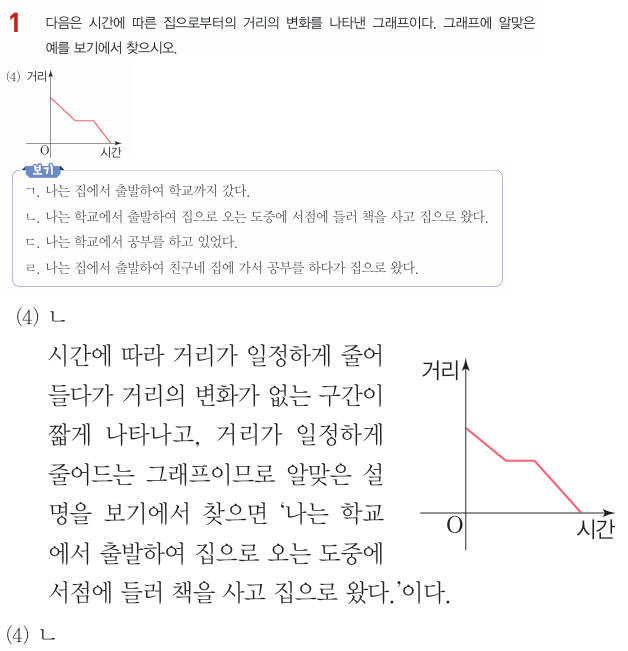 1 다음은 시간에 따른 집으로부터의 거리의 변화를 나타낸 그래프이다. 그래프에 알맞은
예를 보기에서 찾으시오.
(4) 거리
O 시간
보기
ㄱ. 나는 집에서 출발하여 학교까지 갔다.
ㄴ. 나는 학교에서 출발하여 집으로 오는 도중에 서점에 들러 책을 사고 집으로 왔다.
ㄷ. 나는 학교에서 공부를 하고 있었다.
ㄹ. 나는 집에서 출발하여 친구네 집에 가서 공부를 하다가 집으로 왔다.
(4) ㄴ
시간에 따라 거리가 일정하게 줄어
들다가 거리의 변화가 없는 구간이
짧게 나타나고, 거리가 일정하게
줄어드는 그래프이므로 알맞은 설
명을 보기에서 찾으면 ‘나는 학교
에서 출발하여 집으로 오는 도중에
서점에 들러 책을 사고 집으로 왔다.’이다.
거리
O 시간
(4) ㄴ